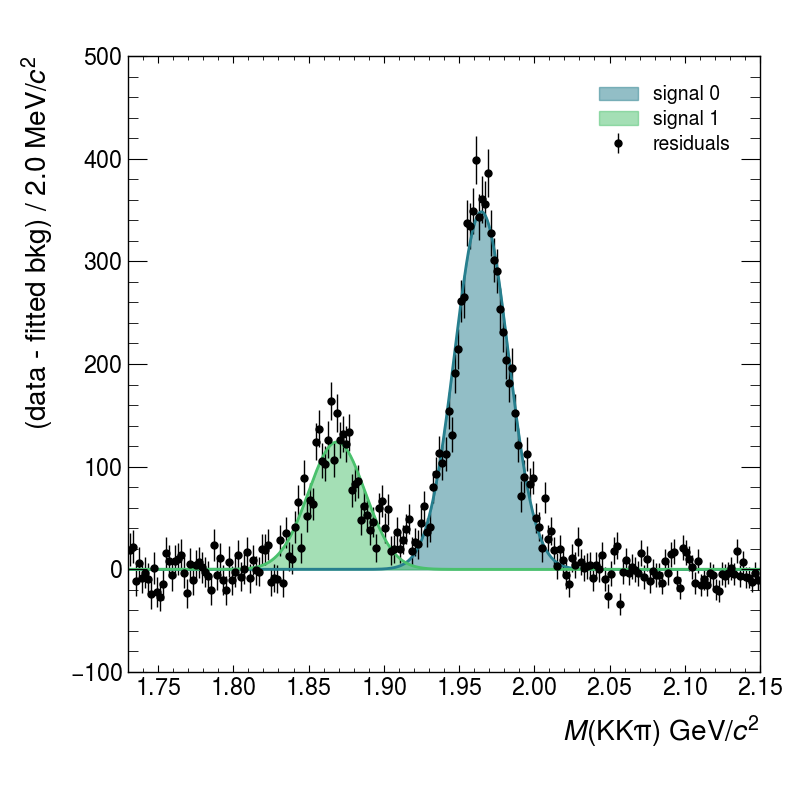 (data - fitted bkg) / 2.0 MeV/c²
500
400
300
200
100
0
−100
signal 0
signal 1
residuals
1.75 1.80 1.85 1.90 1.95 2.00 2.05 2.10 2.15
M(KKπ) GeV/c²